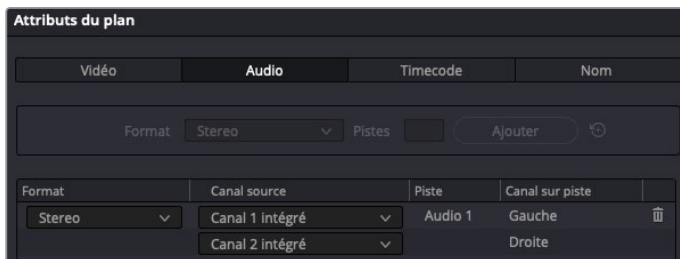 Attributs du plan
Vidéo Audio Timecode Nom
Format Stereo Pistes Ajouter
Format Canal source Piste Canal sur piste
Stereo Canal 1 intégré Audio 1 Gauche
Canal 2 intégré Droite